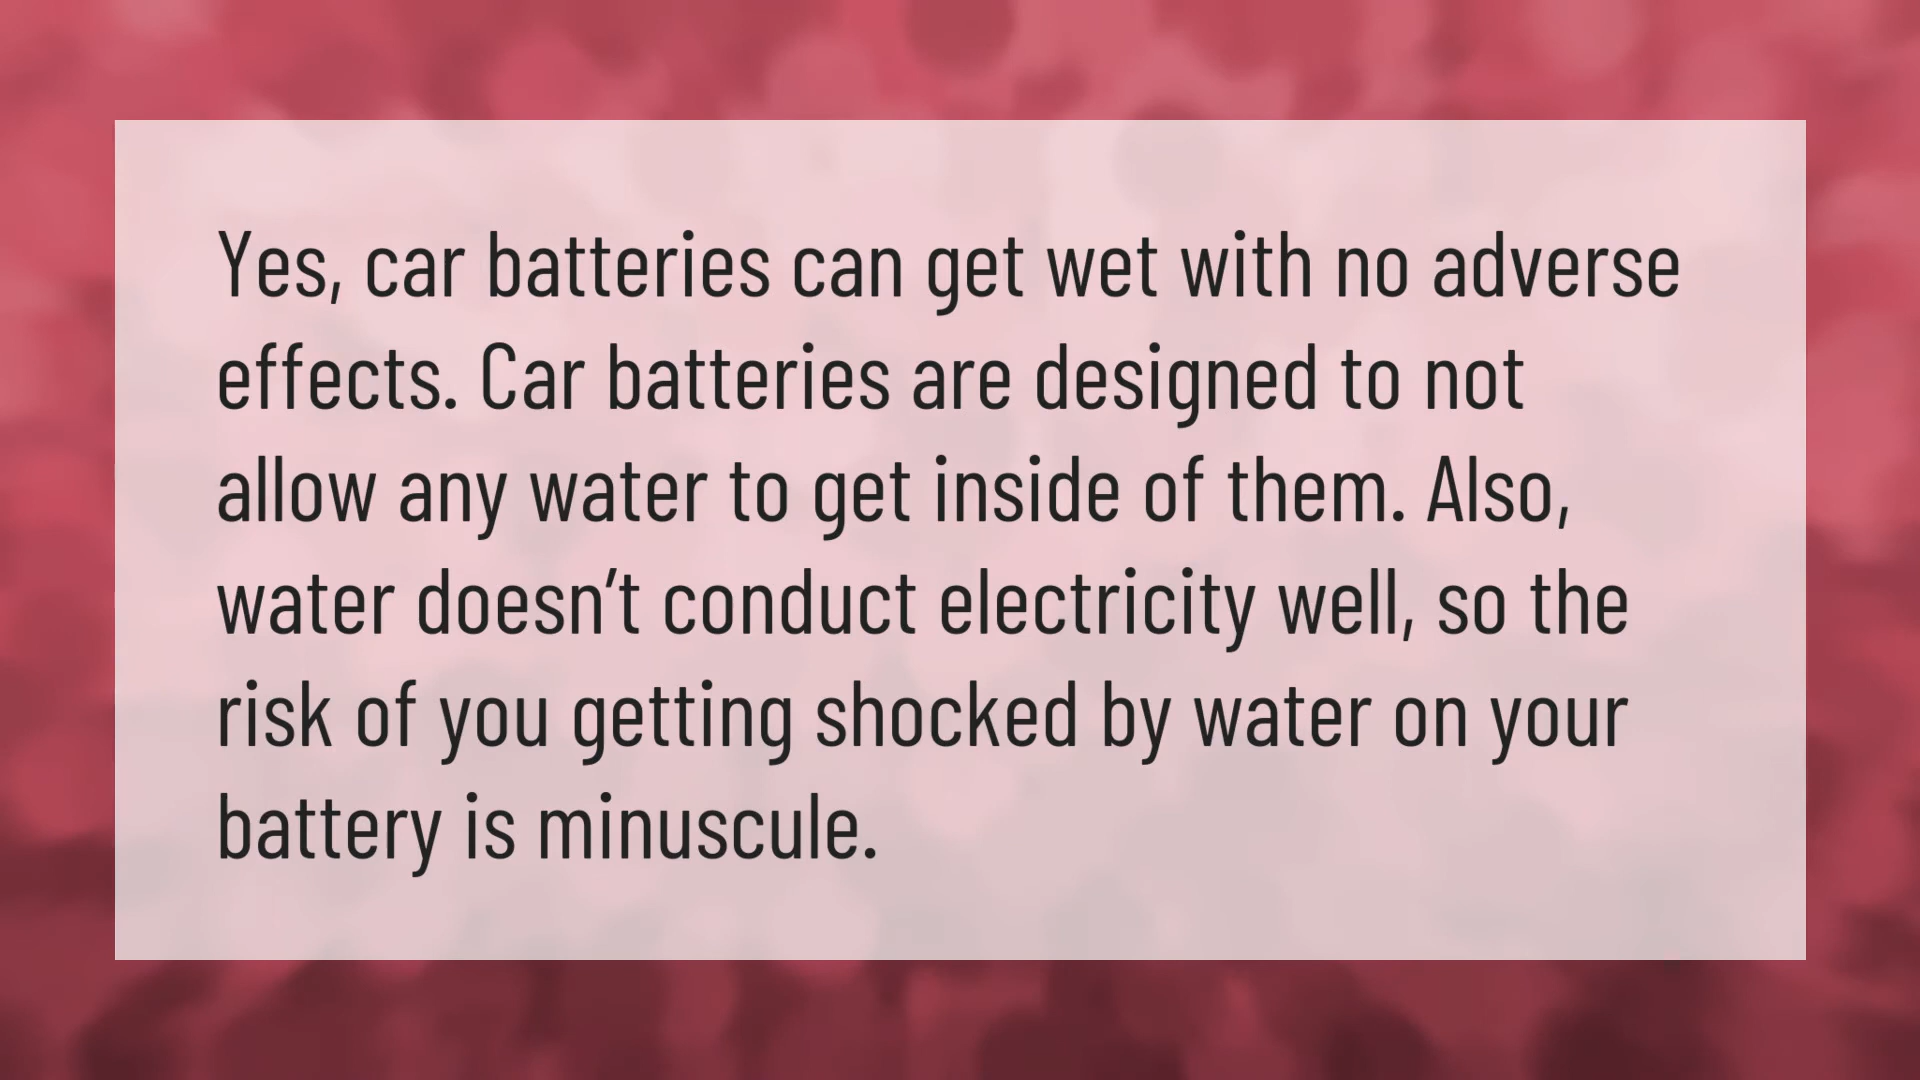 Yes, car batteries can get wet with no adverse
effects. Car batteries are designed to not
allow any water to get inside of them. Also,
water doesn’t conduct electricity well, so the
risk of you getting shocked by water on your
battery is minuscule.